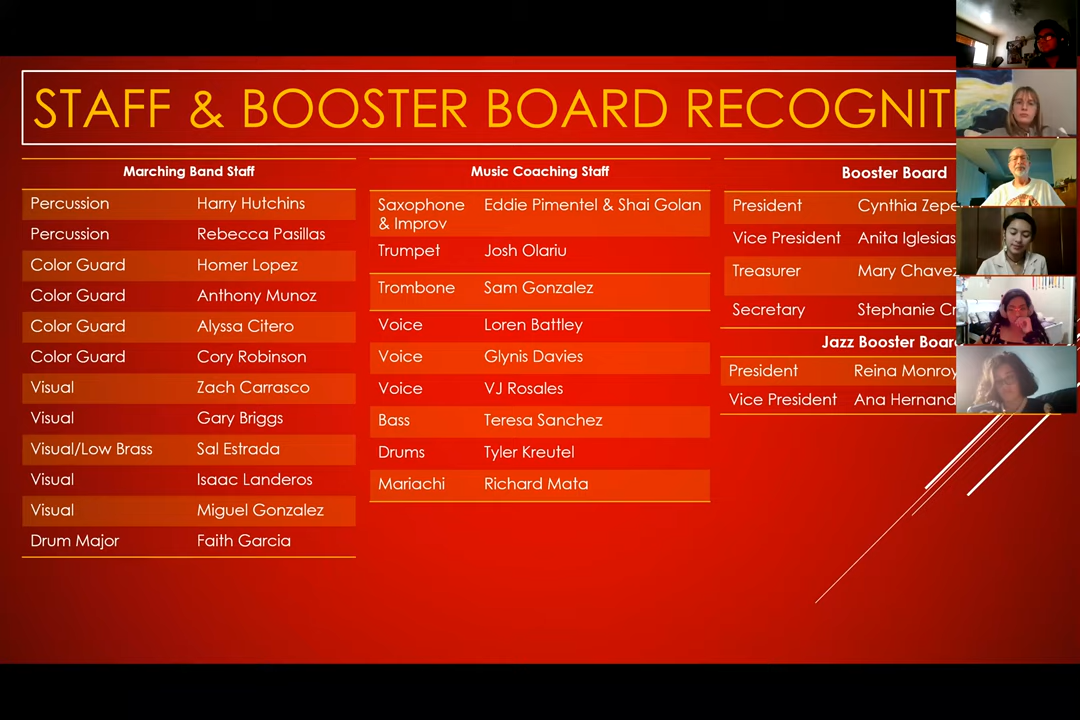 STAFF & BOOSTER BOARD
Marching Band Staff
Percussion Harry Hutchins
Percussion Rebecca Pasillas
Color Guard Homer Lopez
Color Guard Anthony Munoz
Color Guard Alyssa Citero
Color Guard Cory Robinson
Visual Zach Carrasco
Visual Gary Briggs
Visual/Low Brass Sal Estrada
Visual Isaac Landeros
Visual Miguel Gonzalez
Drum Major Faith Garcia
Music Coaching Staff
Saxophone Eddie Pimentel & Shai Golan
& Improv
Trumpet Josh Olariu
Trombone Sam Gonzalez
Voice Loren Battley
Voice Glynis Davies
Voice VJ Rosales
Bass Teresa Sanchez
Drums Tyler Kreutel
Mariachi Richard Mata
Booster Board
President Cynthia
Vice President Anita Iglesias
Treasurer Mary Chavez
Secretary Stephanie
Jazz Booster
President Reina Monroy
Vice President Ana